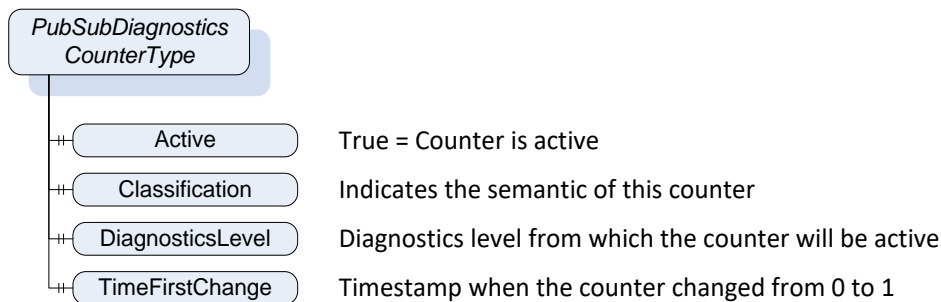 PubSubDiagnostics
CounterType
Active True = Counter is active
Classification Indicates the semantic of this counter
DiagnosticsLevel Diagnostics level from which the counter will be active
TimeFirstChange Timestamp when the counter changed from 0 to 1